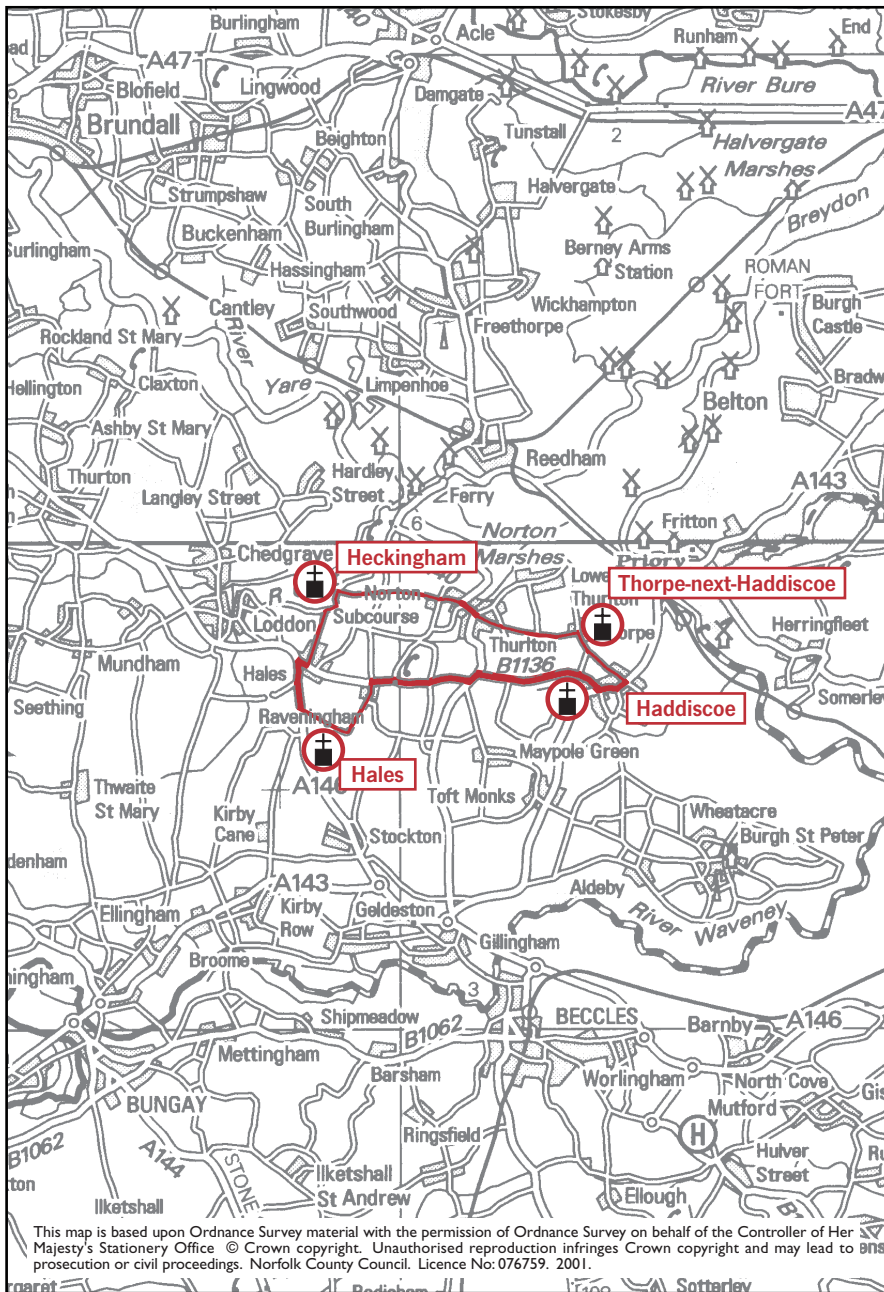 Burlingham
Acle
Stokesby
Runham
End
A47
Blofield
Lingwood
Damgate
River Bure
Brundall
A47
Beighton
Tunstall
2
Halvergate
Marshes
Strumpshaw
South
Burlingham
Halvergate
Breydon
Buckenham
Surlingham
Berney Arms
Station
ROMAN
FORT
Hassingham
Cantley
Southwood
Wickhampton
Burgh
Castle
Rockland St Mary
River
Freethorpe
Hellington
Claxton
Yare
Limpenhoe
Belton
Bradw
Ashby St Mary
Thurton
Langley Street
Hardley
Street
Reedham
Ferry
A143
6
Norton
Marshes
Fritton
Chedgrave
Heckingham
Priory
Thorpe-next-Haddiscoe
R
Norton
Loddon
Subcourse
Thurlton
Herringfleet
Mundham
Hales
B1136
Seething
Raveningham
Haddiscoe
Somerley
Maypole Green
Hales
A146
Thwaite
St Mary
Toft Monks
Wheatacre
Kirby
Cane
Stockton
Burgh St Peter
denham
A143
Aldeby
Ellingham
Kirby
Row
Geldeston
River
Waveney
Gillingham
Broome
ningham
3
Shipmeadow
B1062
BECCLES
Barnby
A146
Mettingham
Barsham
Worlingham
North Cove
BUNGAY
Mutford
Gis
H
Ringsfield
Hulver
Street
B1062
A144
STONE
Ilketshall
St Andrew
Ellough
rton
Ilketshall
This map is based upon Ordnance Survey material with the permission of Ordnance Survey on behalf of the Controller of Her
Majesty's Stationery Office © Crown copyright. Unauthorised reproduction infringes Crown copyright and may lead to
prosecution or civil proceedings. Norfolk County Council. Licence No: 076759. 2001.
Sotterley